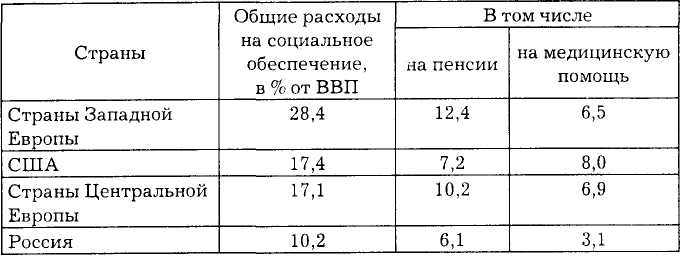 Страны
Общие расходы
на социальное
обеспечение,
в % от ВВП
В том числе
на пенсии
на медицинскую
помощь
Страны Западной
Европы
28,4
12,4
6,5
США
17,4
7,2
8,0
Страны Центральной
Европы
17,1
10,2
6,9
Россия
10,2
6,1
3,1